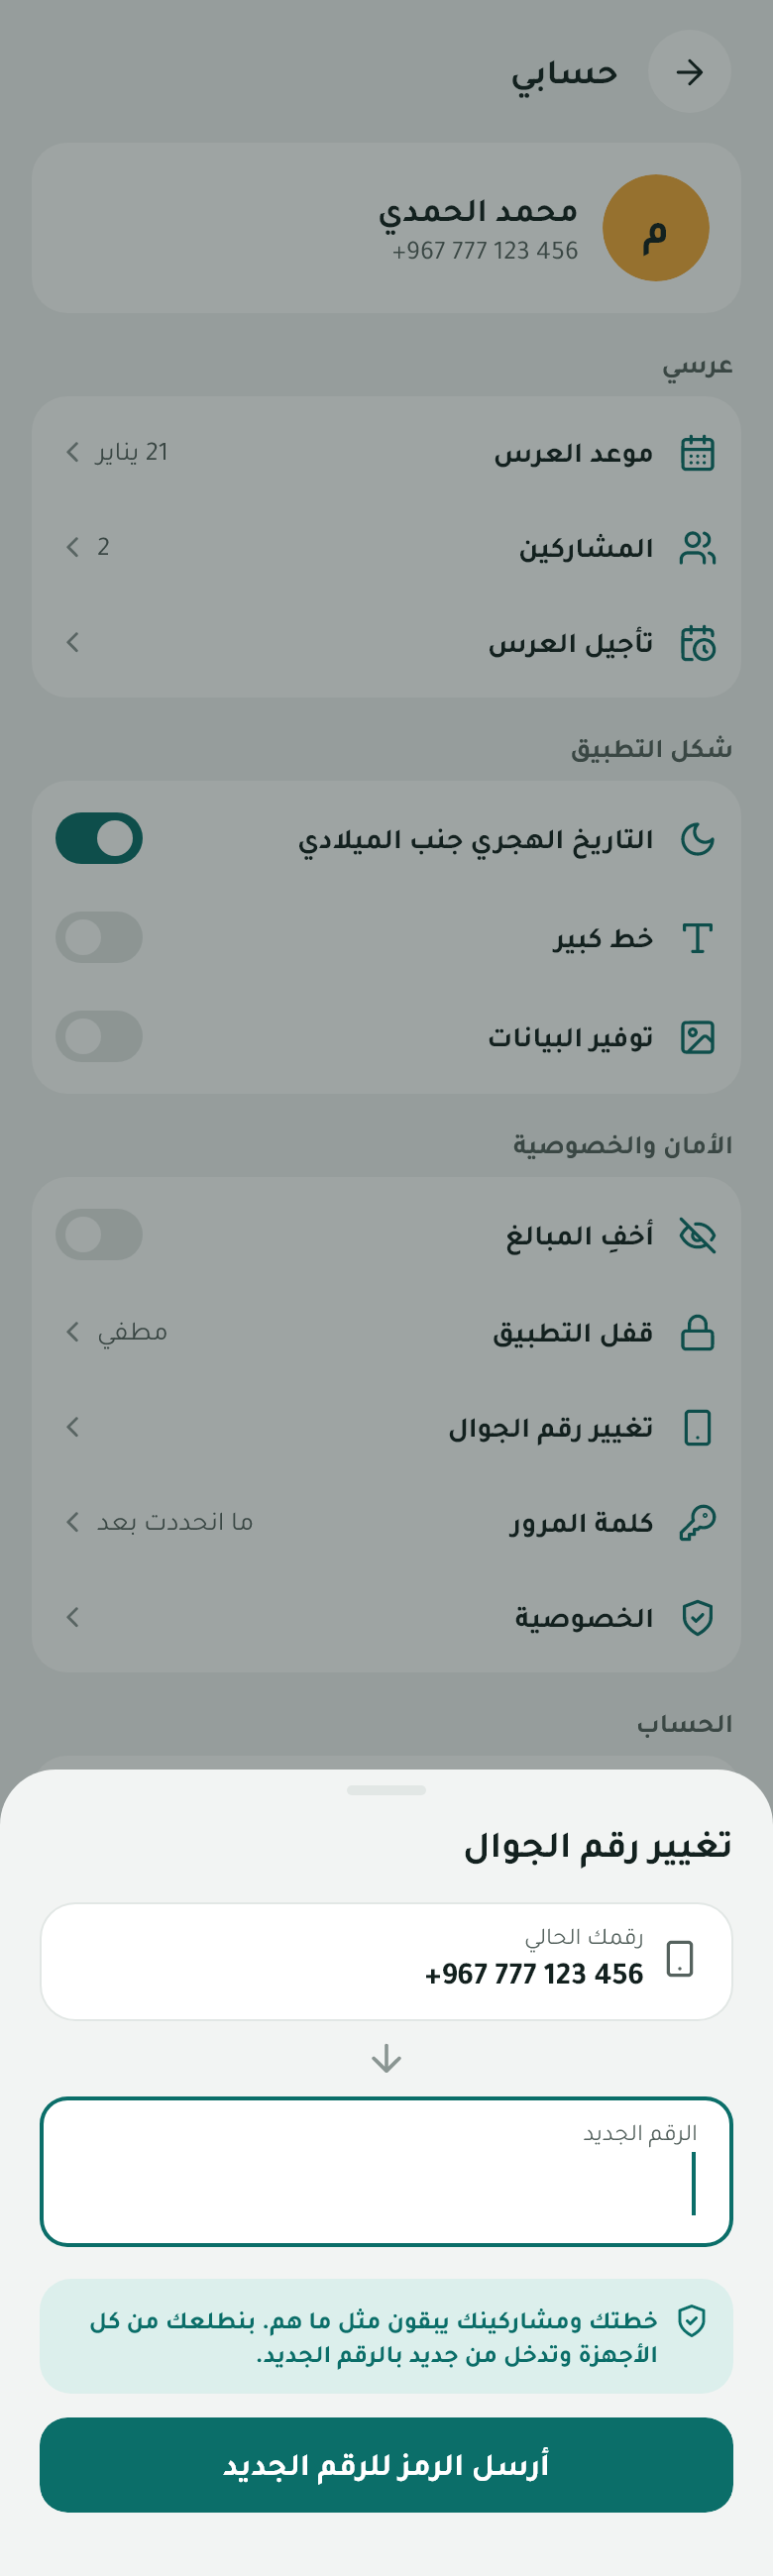 حسابي
م
محمد الحمدي
+967 777 123 456
عرسي
موعد العرس
21 يناير
المشاركين
2
تأجيل العرس
شكل التطبيق
التاريخ الهجري جنب الميلادي
خط كبير
توفير البيانات
الأمان والخصوصية
أخفِ المبالغ
قفل التطبيق
مطفي
تغيير رقم الجوال
كلمة المرور
ما انحددت بعد
الخصوصية
الحساب
تغيير رقم الجوال
رقمك الحالي
+967 777 123 456
الرقم الجديد
خطتك ومشاركينك يبقون مثل ما هم. بنطلعك من كل
الأجهزة وتدخل من جديد بالرقم الجديد.
أرسل الرمز للرقم الجديد